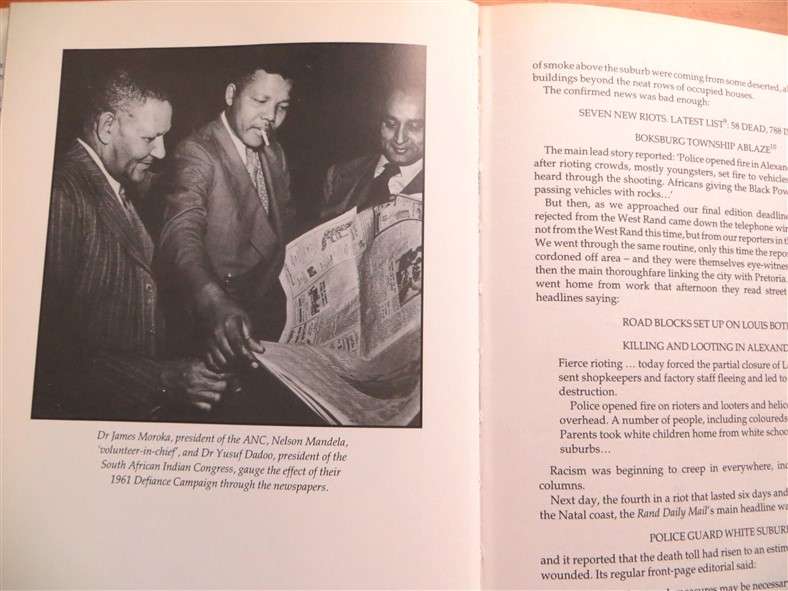 Dr James Moroka, president of the ANC, Nelson Mandela,
'volunteer-in-chief', and Dr Yusuf Dadoo, president of the
South African Indian Congress, gauge the effect of their
1961 Defiance Campaign through the newspapers.
of smoke above the suburb were coming from some deserted,
buildings beyond the neat rows of occupied houses.
The confirmed news was bad enough:
SEVEN NEW RIOTS. LATEST LIST⁹: 58 DEAD, 788
BOKSBURG TOWNSHIP ABLAZE¹⁰
The main lead story reported: 'Police opened fire in
after rioting crowds, mostly youngsters, set fire to vehicles
heard through the shooting. Africans giving the Black
passing vehicles with rocks…'
But then, as we approached our final edition
rejected from the West Rand came down the telephone
not from the West Rand this time, but from our reporters in
We went through the same routine, only this time the
cordoned off area – and they were themselves
then the main thoroughfare linking the city with Pretoria.
went home from work that afternoon they read street
headlines saying:
ROAD BLOCKS SET UP ON LOUIS
KILLING AND LOOTING IN
Fierce rioting … today forced the partial closure of
sent shopkeepers and factory staff fleeing and led to
destruction.
Police opened fire on rioters and looters and
overhead. A number of people, including coloureds
Parents took white children home from white
suburbs…
Racism was beginning to creep in everywhere,
columns.
Next day, the fourth in a riot that lasted six days and
the Natal coast, the Rand Daily Mail's main headline
POLICE GUARD WHITE
and it reported that the death toll had risen to an
wounded. Its regular front-page editorial said:
measures may be necessary